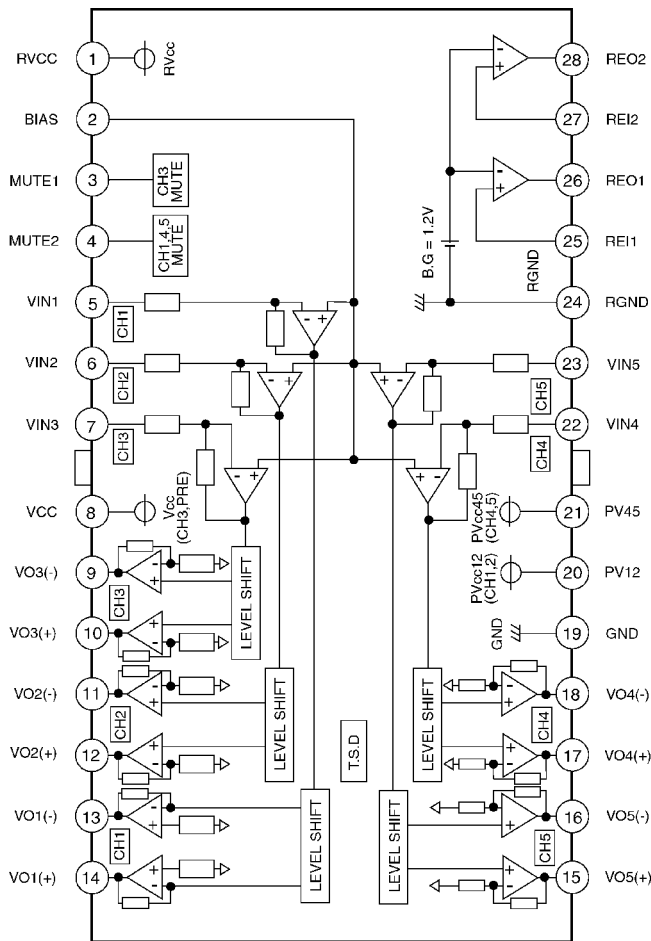 RVCC 1 RVcc
BIAS 2
MUTE1 3 CH3 MUTE
MUTE2 4 CH1,4,5 MUTE
VIN1 5 CH1
VIN2 6 CH2
VIN3 7 CH3
VCC 8 Vcc (CH3,PRE)
VO3(-) 9
CH3
VO3(+) 10
VO2(-) 11
CH2
VO2(+) 12
VO1(-) 13
CH1
VO1(+) 14
- + 
- +
- +
+ -
+ -
- +
+ -
- +
+ -
- +
+ -
- +
+ -
LEVEL SHIFT
LEVEL SHIFT
LEVEL SHIFT
T.S.D
LEVEL SHIFT
LEVEL SHIFT
- + 28 REO2
27 REI2
- + 26 REO1
25 REI1
B.G = 1.2V
RGND
24 RGND
23 VIN5
CH5
22 VIN4
CH4
PVcc45 (CH4,5) 21 PV45
PVcc12 (CH1,2) 20 PV12
GND 19 GND
- + 18 VO4(-)
CH4
+ - 17 VO4(+)
- + 16 VO5(-)
CH5
+ - 15 VO5(+)